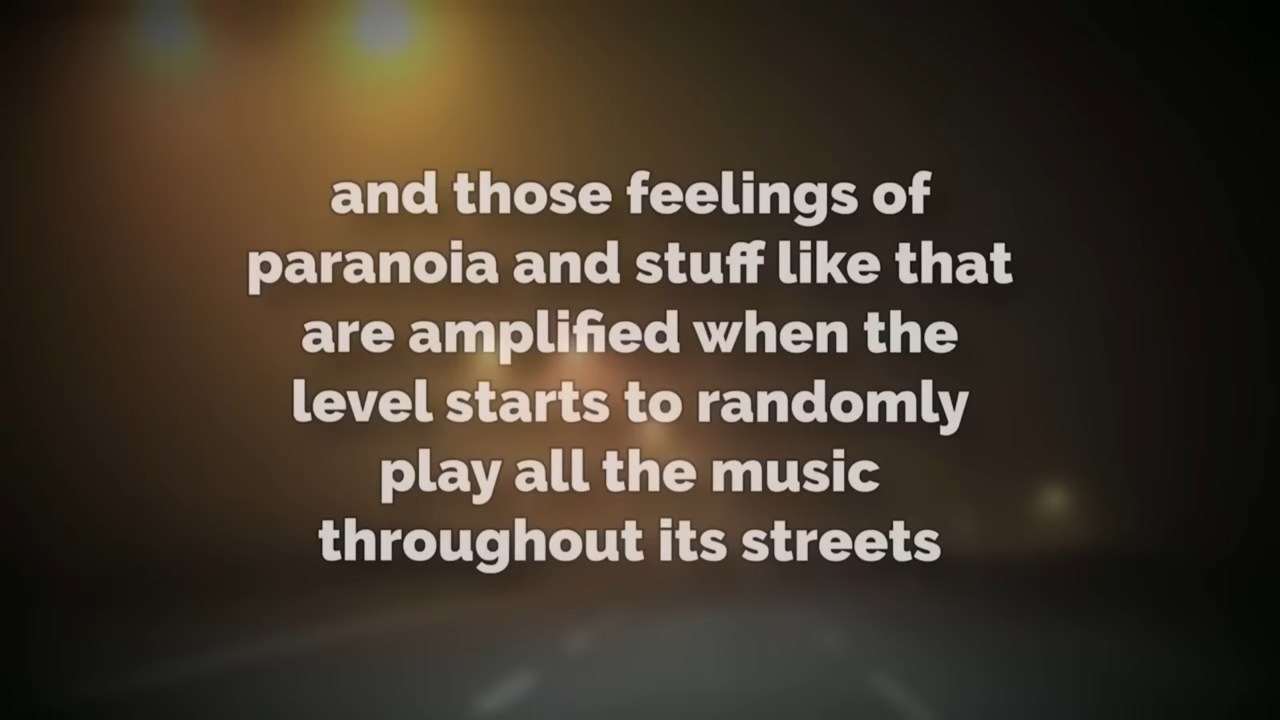 and those feelings of
paranoia and stuff like that
are amplified when the
level starts to randomly
play all the music
throughout its streets